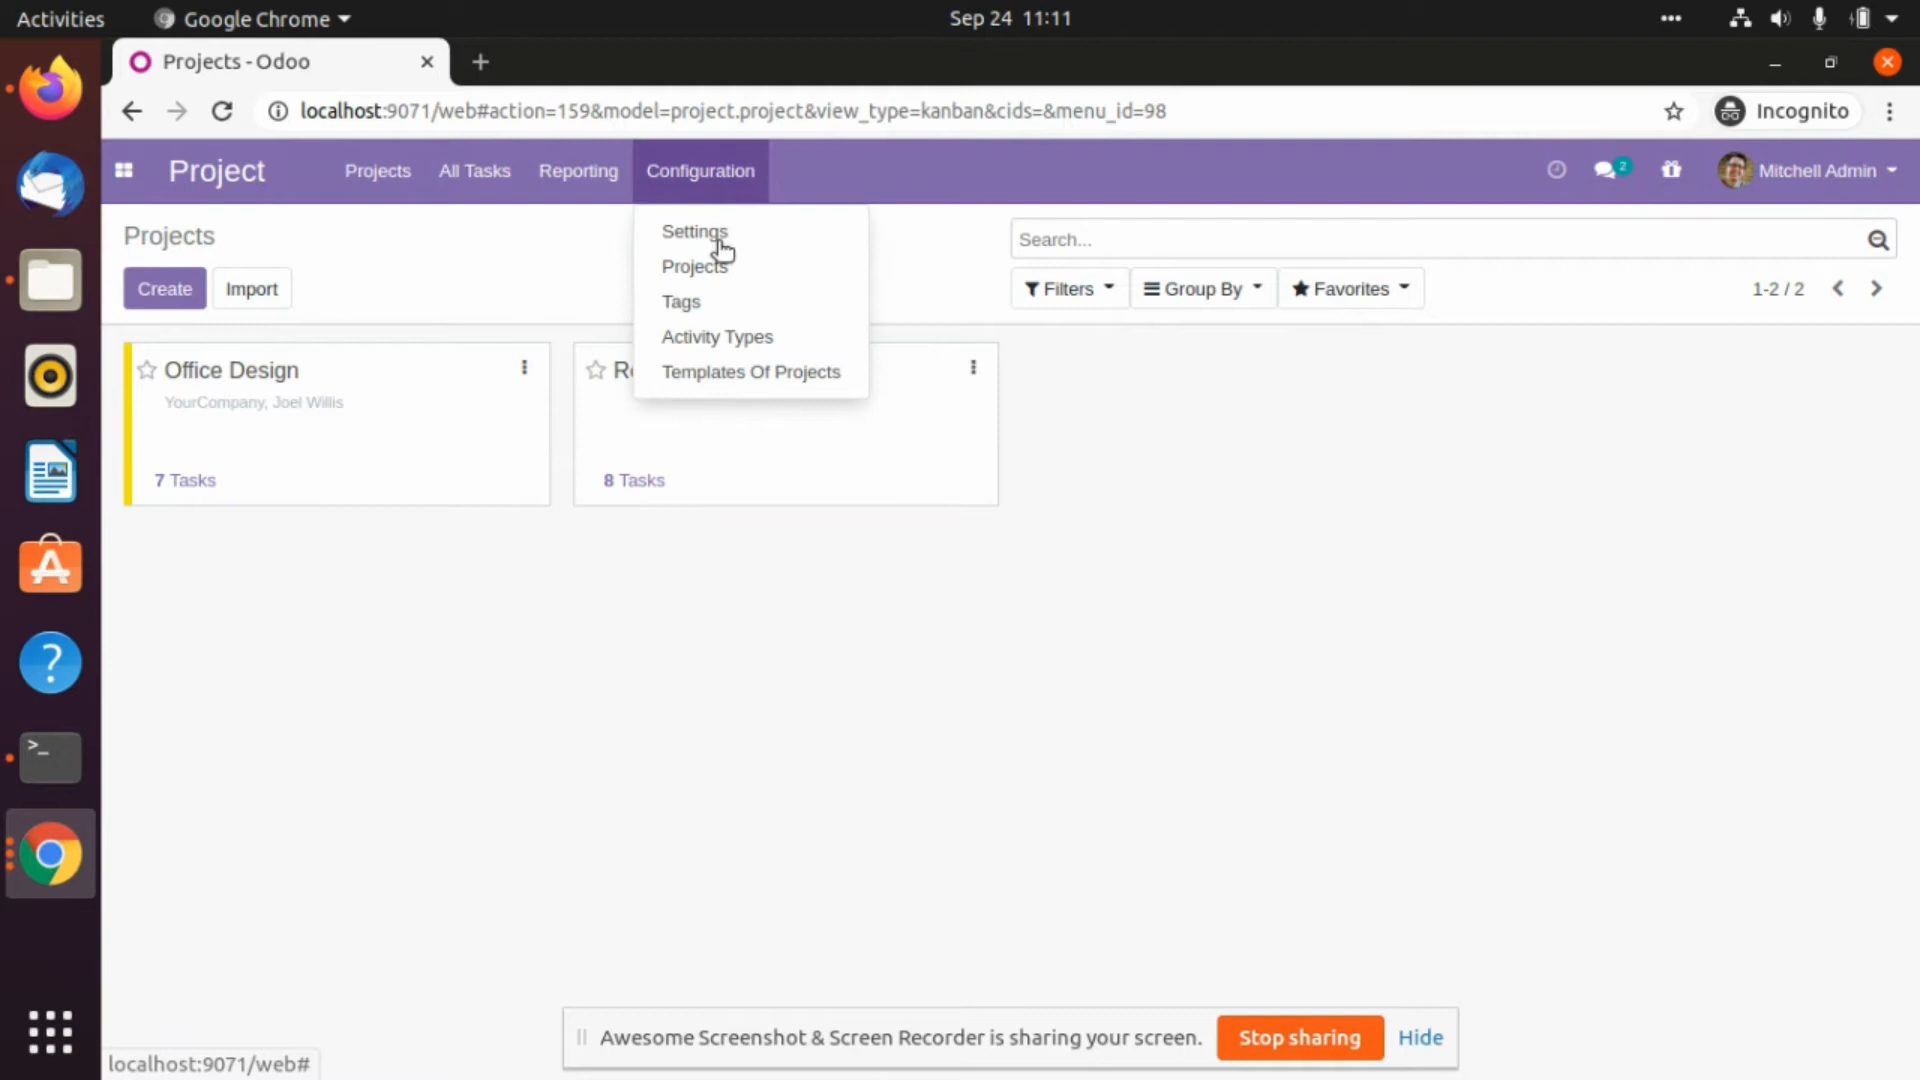 Activities
Google Chrome
Sep 24 11:11
Projects - Odoo
localhost:9071/web#action=159&model=project.project&view_type=kanban&cids=&menu_id=98
Incognito
Project
Projects
All Tasks
Reporting
Configuration
2
Mitchell Admin
Settings
Projects
Tags
Activity Types
Templates Of Projects
Projects
Search...
Create
Import
Filters
Group By
Favorites
1-2 / 2
Office Design
YourCompany, Joel Willis
7 Tasks
8 Tasks
Awesome Screenshot & Screen Recorder is sharing your screen.
Stop sharing
Hide
localhost:9071/web#